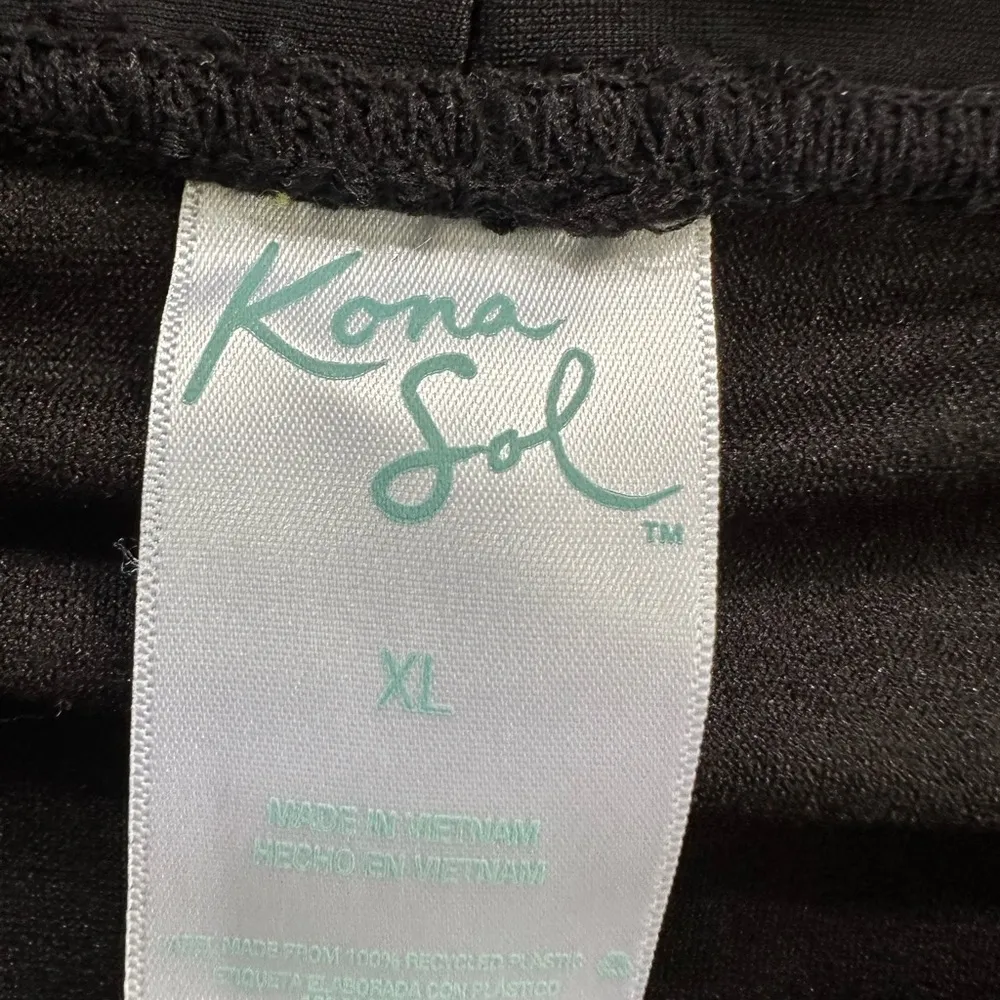 Kona
Sol
TM
XL
MADE IN VIETNAM
HECHO EN VIETNAM
LABEL MADE FROM 100% RECYCLED PLASTIC
ETIQUETA ELABORADA CON PLÁSTICO